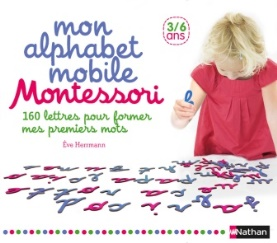 mon
alphabet
mobile
Montessori
3/6
ans
160 lettres pour former
mes premiers mots
Ève Herrmann
Nathan